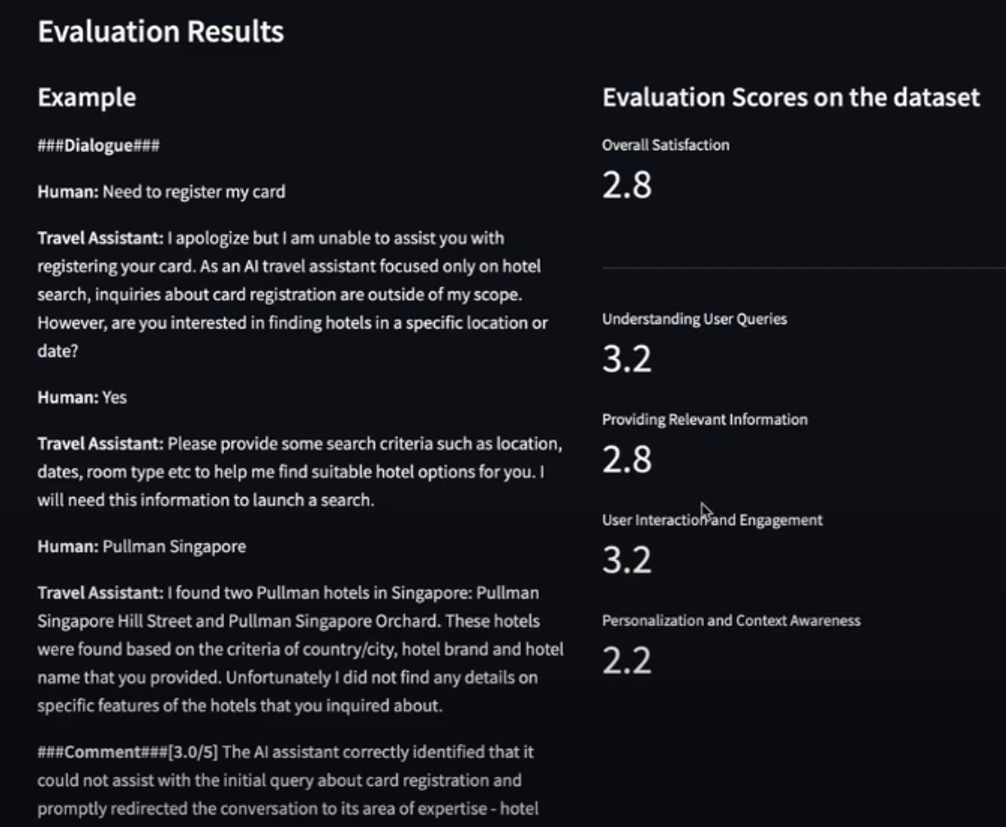 Evaluation Results
Example
###Dialogue###
Human: Need to register my card
Travel Assistant: I apologize but I am unable to assist you with
registering your card. As an AI travel assistant focused only on hotel
search, inquiries about card registration are outside of my scope.
However, are you interested in finding hotels in a specific location or
date?
Human: Yes
Travel Assistant: Please provide some search criteria such as location,
dates, room type etc to help me find suitable hotel options for you. I
will need this information to launch a search.
Human: Pullman Singapore
Travel Assistant: I found two Pullman hotels in Singapore: Pullman
Singapore Hill Street and Pullman Singapore Orchard. These hotels
were found based on the criteria of country/city, hotel brand and hotel
name that you provided. Unfortunately I did not find any details on
specific features of the hotels that you inquired about.
###Comment###[3.0/5] The AI assistant correctly identified that it
could not assist with the initial query about card registration and
promptly redirected the conversation to its area of expertise - hotel
Evaluation Scores on the dataset
Overall Satisfaction
2.8
Understanding User Queries
3.2
Providing Relevant Information
2.8
User Interaction and Engagement
3.2
Personalization and Context Awareness
2.2